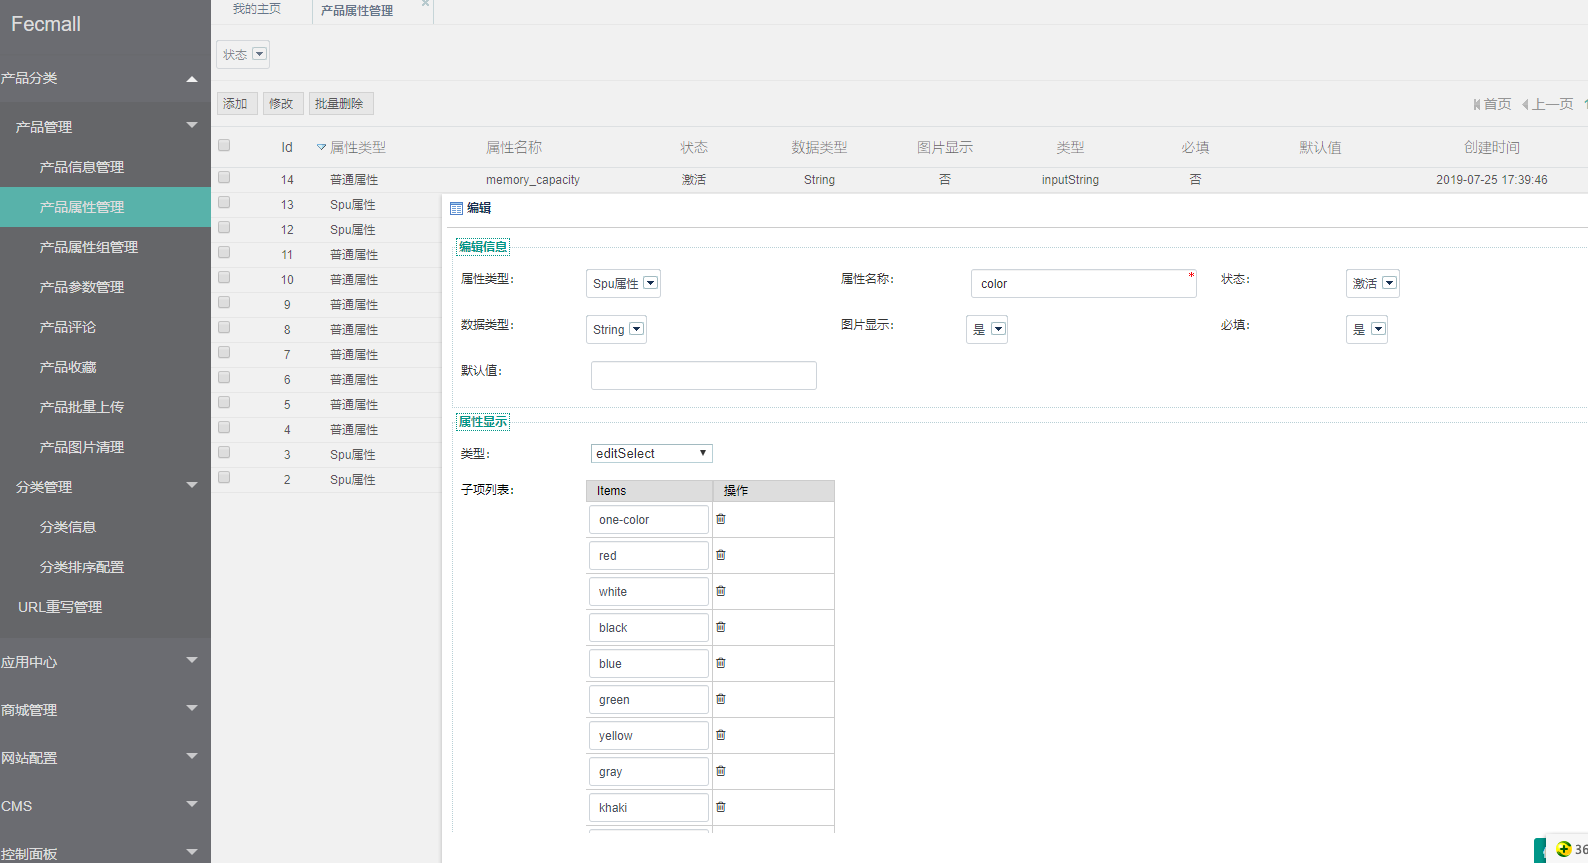 Fecmall
产品分类
产品管理
产品信息管理
产品属性管理
产品属性组管理
产品参数管理
产品评论
产品收藏
产品批量上传
产品图片清理
分类管理
分类信息
分类排序配置
URL重写管理
应用中心
商城管理
网站配置
CMS
控制面板
我的主页 产品属性管理
状态
添加 修改 批量删除 首页 上一页
Id 属性类型 属性名称 状态 数据类型 图片显示 类型 必填 默认值 创建时间
14 普通属性 memory_capacity 激活 String 否 inputString 否 2019-07-25 17:39:46
13 Spu属性
12 Spu属性
11 普通属性
10 普通属性
9 普通属性
8 普通属性
7 普通属性
6 普通属性
5 普通属性
4 普通属性
3 Spu属性
2 Spu属性
编辑
编辑信息
属性类型: Spu属性 属性名称: color * 状态: 激活
数据类型: String 图片显示: 是 必填: 是
默认值:
属性显示
类型: editSelect
子项列表: Items 操作
one-color
red
white
black
blue
green
yellow
gray
khaki
36